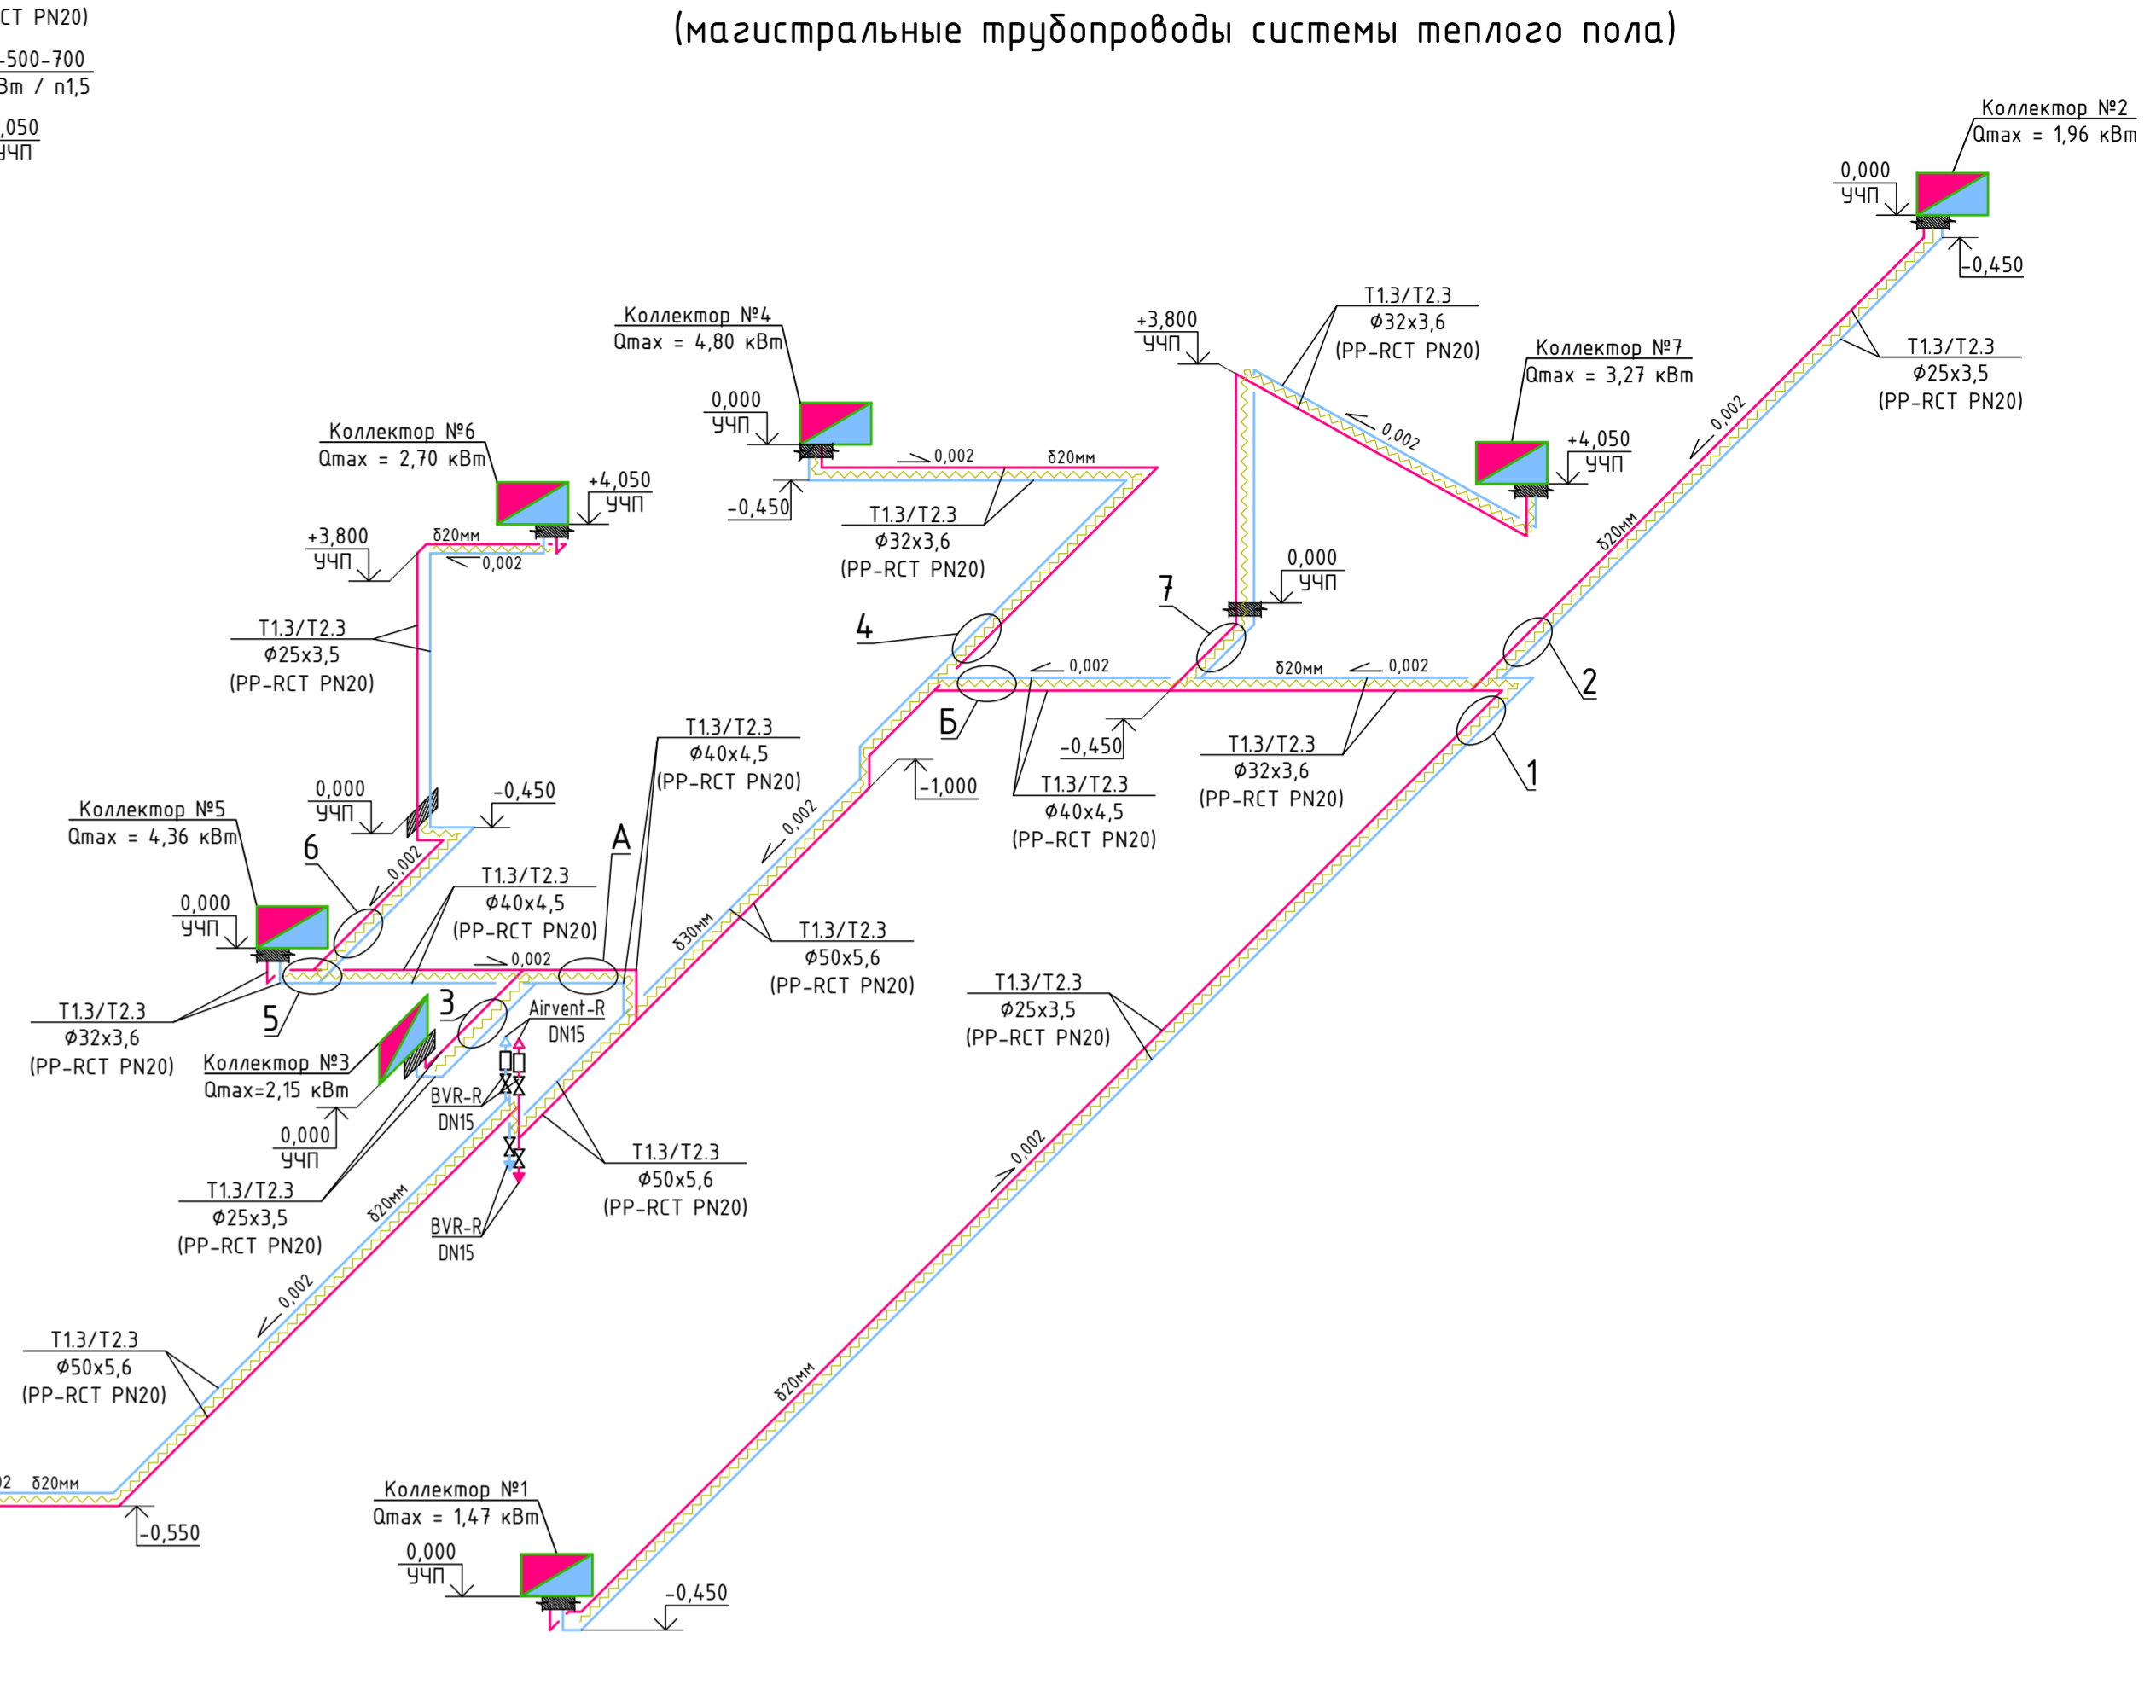 (магистральные трубопроводы системы теплого пола)
CT PN20)
-500-700
Вт / п1,5
,050
УЧП
Коллектор №2
Qmax = 1,96 кВт
0,000
УЧП
-0,450
Т1.3/Т2.3
Ф25х3,5
(PP-RCT PN20)
0,002
δ20мм
Т1.3/Т2.3
Ф32х3,6
(PP-RCT PN20)
+3,800
УЧП
0,002
Коллектор №7
Qmax = 3,27 кВт
+4,050
УЧП
Коллектор №4
Qmax = 4,80 кВт
0,000
УЧП
0,002
δ20мм
-0,450
Т1.3/Т2.3
Ф32х3,6
(PP-RCT PN20)
Коллектор №6
Qmax = 2,70 кВт
+4,050
УЧП
+3,800
УЧП
δ20мм
0,002
Т1.3/Т2.3
Ф25х3,5
(PP-RCT PN20)
4
7
0,000
УЧП
2
Б
0,002
δ20мм
0,002
-0,450
Т1.3/Т2.3
Ф40х4,5
(PP-RCT PN20)
Т1.3/Т2.3
Ф32х3,6
(PP-RCT PN20)
1
Т1.3/Т2.3
Ф40х4,5
(PP-RCT PN20)
-1,000
0,002
0,000
УЧП
-0,450
Коллектор №5
Qmax = 4,36 кВт
6
0,002
А
0,000
УЧП
Т1.3/Т2.3
Ф40х4,5
(PP-RCT PN20)
0,002
δ30мм
Т1.3/Т2.3
Ф50х5,6
(PP-RCT PN20)
5
3
Т1.3/Т2.3
Ф32х3,6
(PP-RCT PN20)
Airvent-R
DN15
Коллектор №3
Qmax=2,15 кВт
BVR-R
DN15
0,000
УЧП
Т1.3/Т2.3
Ф25х3,5
(PP-RCT PN20)
BVR-R
DN15
Т1.3/Т2.3
Ф50х5,6
(PP-RCT PN20)
Т1.3/Т2.3
Ф25х3,5
(PP-RCT PN20)
0,002
δ20мм
0,002
Т1.3/Т2.3
Ф50х5,6
(PP-RCT PN20)
02 δ20мм
-0,550
δ20мм
Коллектор №1
Qmax = 1,47 кВт
0,000
УЧП
-0,450